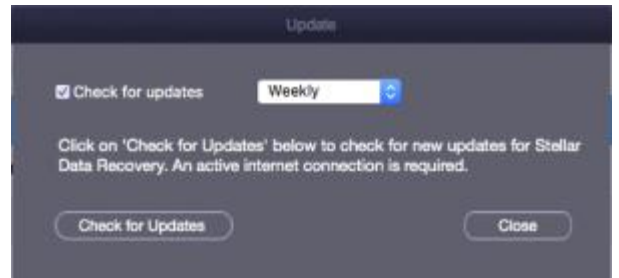 Update
Check for updates Weekly
Click on 'Check for Updates' below to check for new updates for Stellar
Data Recovery. An active internet connection is required.
Check for Updates Close